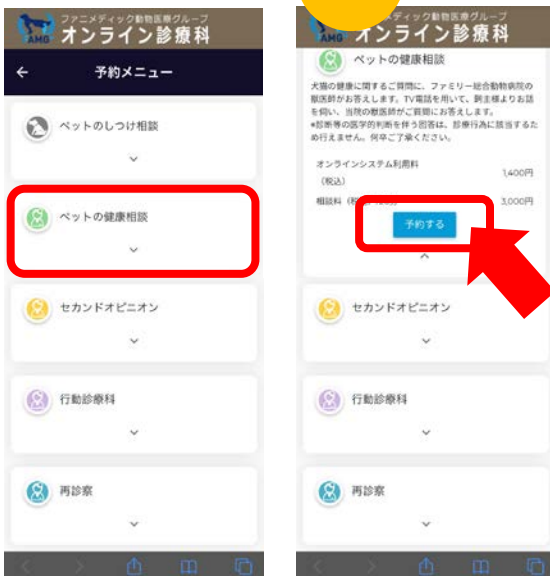 ファニメディック動物医療グループ
AMG オンライン診療科
← 予約メニュー
ペットのしつけ相談
ペットの健康相談
セカンドオピニオン
行動診療科
再診察
ディック動物医療グループ
AMG オンライン診療科
ペットの健康相談
犬猫の健康に関するご質問に、ファミリー総合動物病院の
獣医師がお答えします。TV電話を用いて、飼主様よりお話
を伺い、当院の獣医師がご質問にお答えします。
*診断等の医学的判断を伴う回答は、診療行為に該当するた
め行えません。何卒ご了承ください。
オンラインシステム利用料
(税込)
1,400円
相談料(税
3,000円
予約する
セカンドオピニオン
行動診療科
再診察